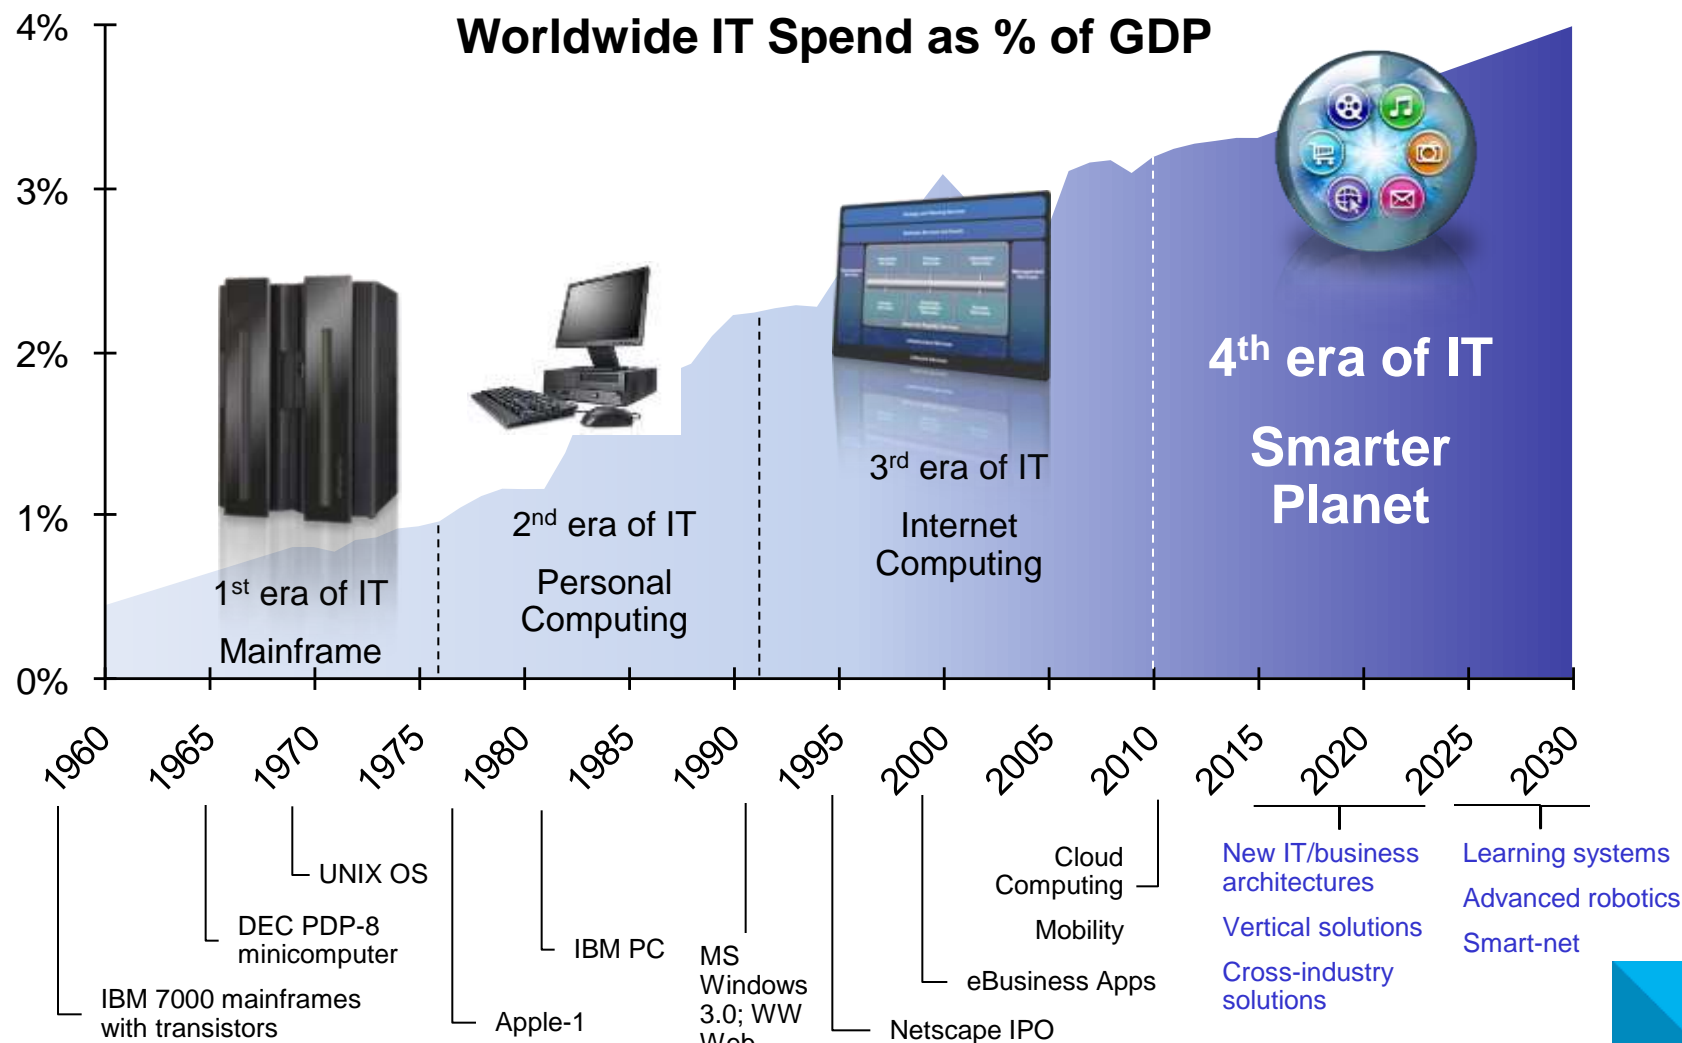 Worldwide IT Spend as % of GDP
4%
3%
2%
1%
0%
1st era of IT
Mainframe
2nd era of IT
Personal
Computing
3rd era of IT
Internet
Computing
4th era of IT
Smarter
Planet
1960
1965
1970
1975
1980
1985
1990
1995
2000
2005
2010
2015
2020
2025
2030
IBM 7000 mainframes
with transistors
DEC PDP-8
minicomputer
UNIX OS
Apple-1
IBM PC
MS
Windows
3.0; WW
Web
Netscape IPO
eBusiness Apps
Cloud
Computing
Mobility
New IT/business
architectures
Vertical solutions
Cross-industry
solutions
Learning systems
Advanced robotics
Smart-net